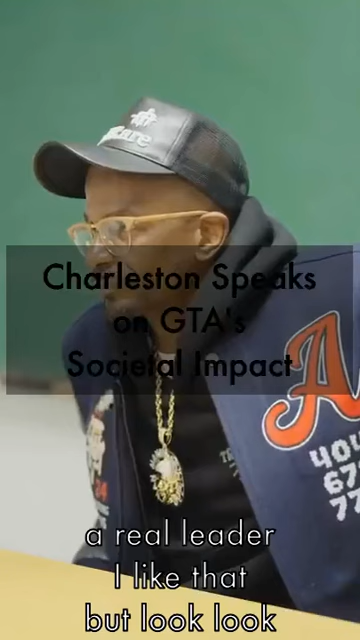 Charleston Speaks
on GTA's
Societal Impact
A
a real leader
I like that
but look look